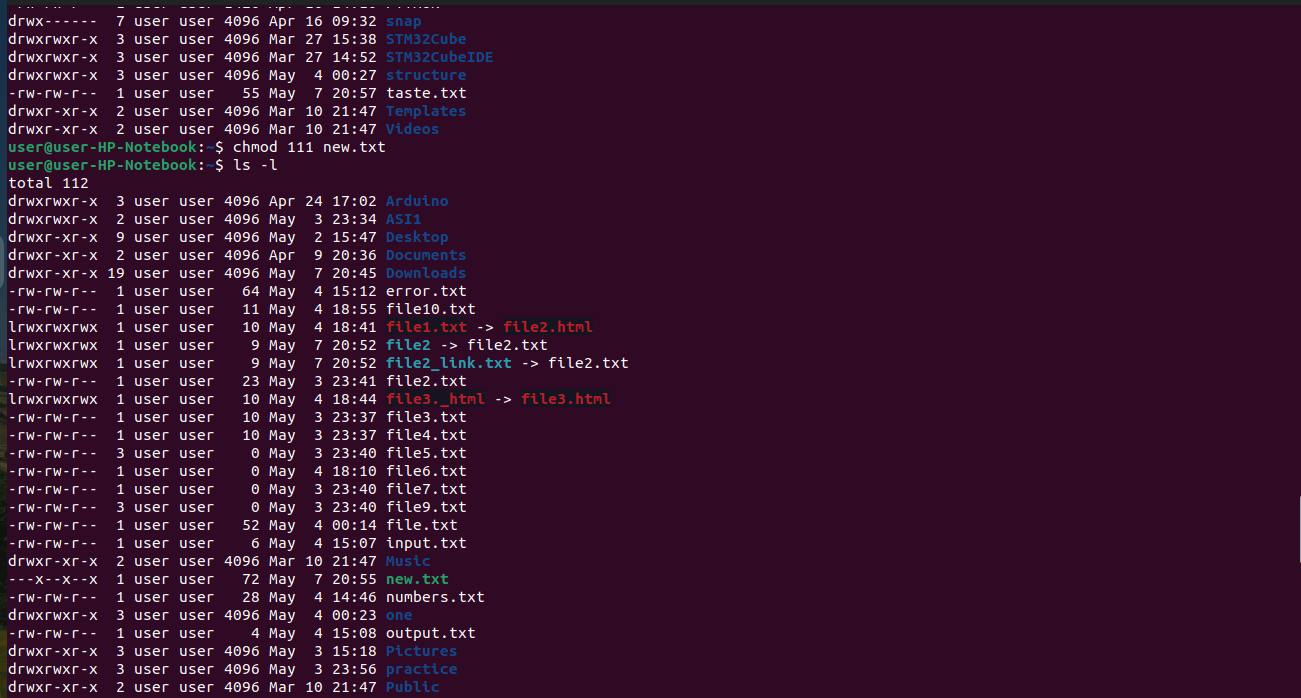 drwx------  7 user user 4096 Apr 16 09:32 snap
drwxrwxr-x  3 user user 4096 Mar 27 15:38 STM32Cube
drwxrwxr-x  3 user user 4096 Mar 27 14:52 STM32CubeIDE
drwxrwxr-x  3 user user 4096 May  4 00:27 structure
-rw-rw-r--  1 user user   55 May  7 20:57 taste.txt
drwxr-xr-x  2 user user 4096 Mar 10 21:47 Templates
drwxr-xr-x  2 user user 4096 Mar 10 21:47 Videos
user@user-HP-Notebook:~$ chmod 111 new.txt
user@user-HP-Notebook:~$ ls -l
total 112
drwxrwxr-x  3 user user 4096 Apr 24 17:02 Arduino
drwxrwxr-x  2 user user 4096 May  3 23:34 ASI1
drwxr-xr-x  9 user user 4096 May  2 15:47 Desktop
drwxr-xr-x  2 user user 4096 Apr  9 20:36 Documents
drwxr-xr-x 19 user user 4096 May  7 20:45 Downloads
-rw-rw-r--  1 user user   64 May  4 15:12 error.txt
-rw-rw-r--  1 user user   11 May  4 18:55 file10.txt
lrwxrwxrwx  1 user user   10 May  4 18:41 file1.txt -> file2.html
lrwxrwxrwx  1 user user    9 May  7 20:52 file2 -> file2.txt
lrwxrwxrwx  1 user user    9 May  7 20:52 file2_link.txt -> file2.txt
-rw-rw-r--  1 user user   23 May  3 23:41 file2.txt
lrwxrwxrwx  1 user user   10 May  4 18:44 file3._html -> file3.html
-rw-rw-r--  1 user user   10 May  3 23:37 file3.txt
-rw-rw-r--  1 user user   10 May  3 23:37 file4.txt
-rw-rw-r--  3 user user    0 May  3 23:40 file5.txt
-rw-rw-r--  1 user user    0 May  4 18:10 file6.txt
-rw-rw-r--  1 user user    0 May  3 23:40 file7.txt
-rw-rw-r--  3 user user    0 May  3 23:40 file9.txt
-rw-rw-r--  1 user user   52 May  4 00:14 file.txt
-rw-rw-r--  1 user user    6 May  4 15:07 input.txt
drwxr-xr-x  2 user user 4096 Mar 10 21:47 Music
---x--x--x  1 user user   72 May  7 20:55 new.txt
-rw-rw-r--  1 user user   28 May  4 14:46 numbers.txt
drwxrwxr-x  3 user user 4096 May  4 00:23 one
-rw-rw-r--  1 user user    4 May  4 15:08 output.txt
drwxr-xr-x  3 user user 4096 May  3 15:18 Pictures
drwxrwxr-x  3 user user 4096 May  3 23:56 practice
drwxr-xr-x  2 user user 4096 Mar 10 21:47 Public